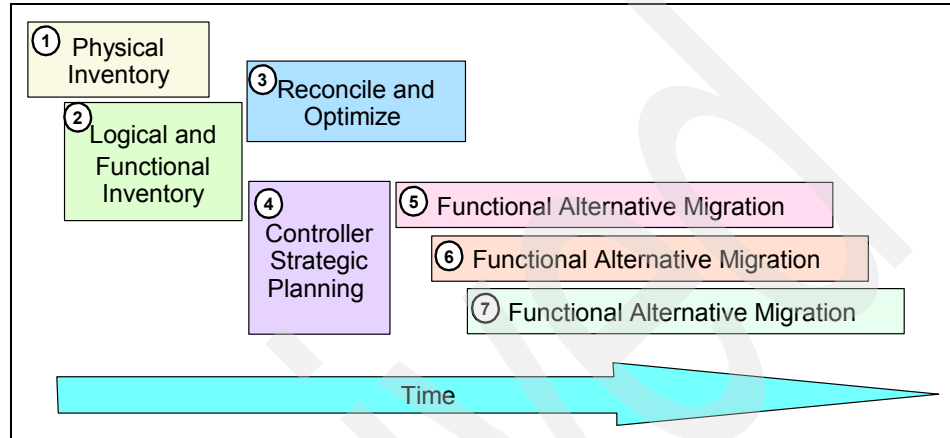 1
Physical
Inventory
2
Logical and
Functional
Inventory
3
Reconcile and
Optimize
4
Controller
Strategic
Planning
5 Functional Alternative Migration
6 Functional Alternative Migration
7 Functional Alternative Migration
Time